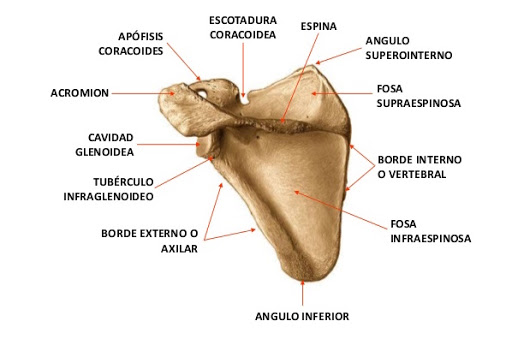 ESCOTADURA
CORACOIDEA
ESPINA
APÓFISIS
CORACOIDES
ANGULO
SUPEROINTERNO
ACROMION
FOSA
SUPRAESPINOSA
CAVIDAD
GLENOIDEA
BORDE INTERNO
O VERTEBRAL
TUBÉRCULO
INFRAGLENOIDEO
BORDE EXTERNO O
AXILAR
FOSA
INFRAESPINOSA
ANGULO INFERIOR